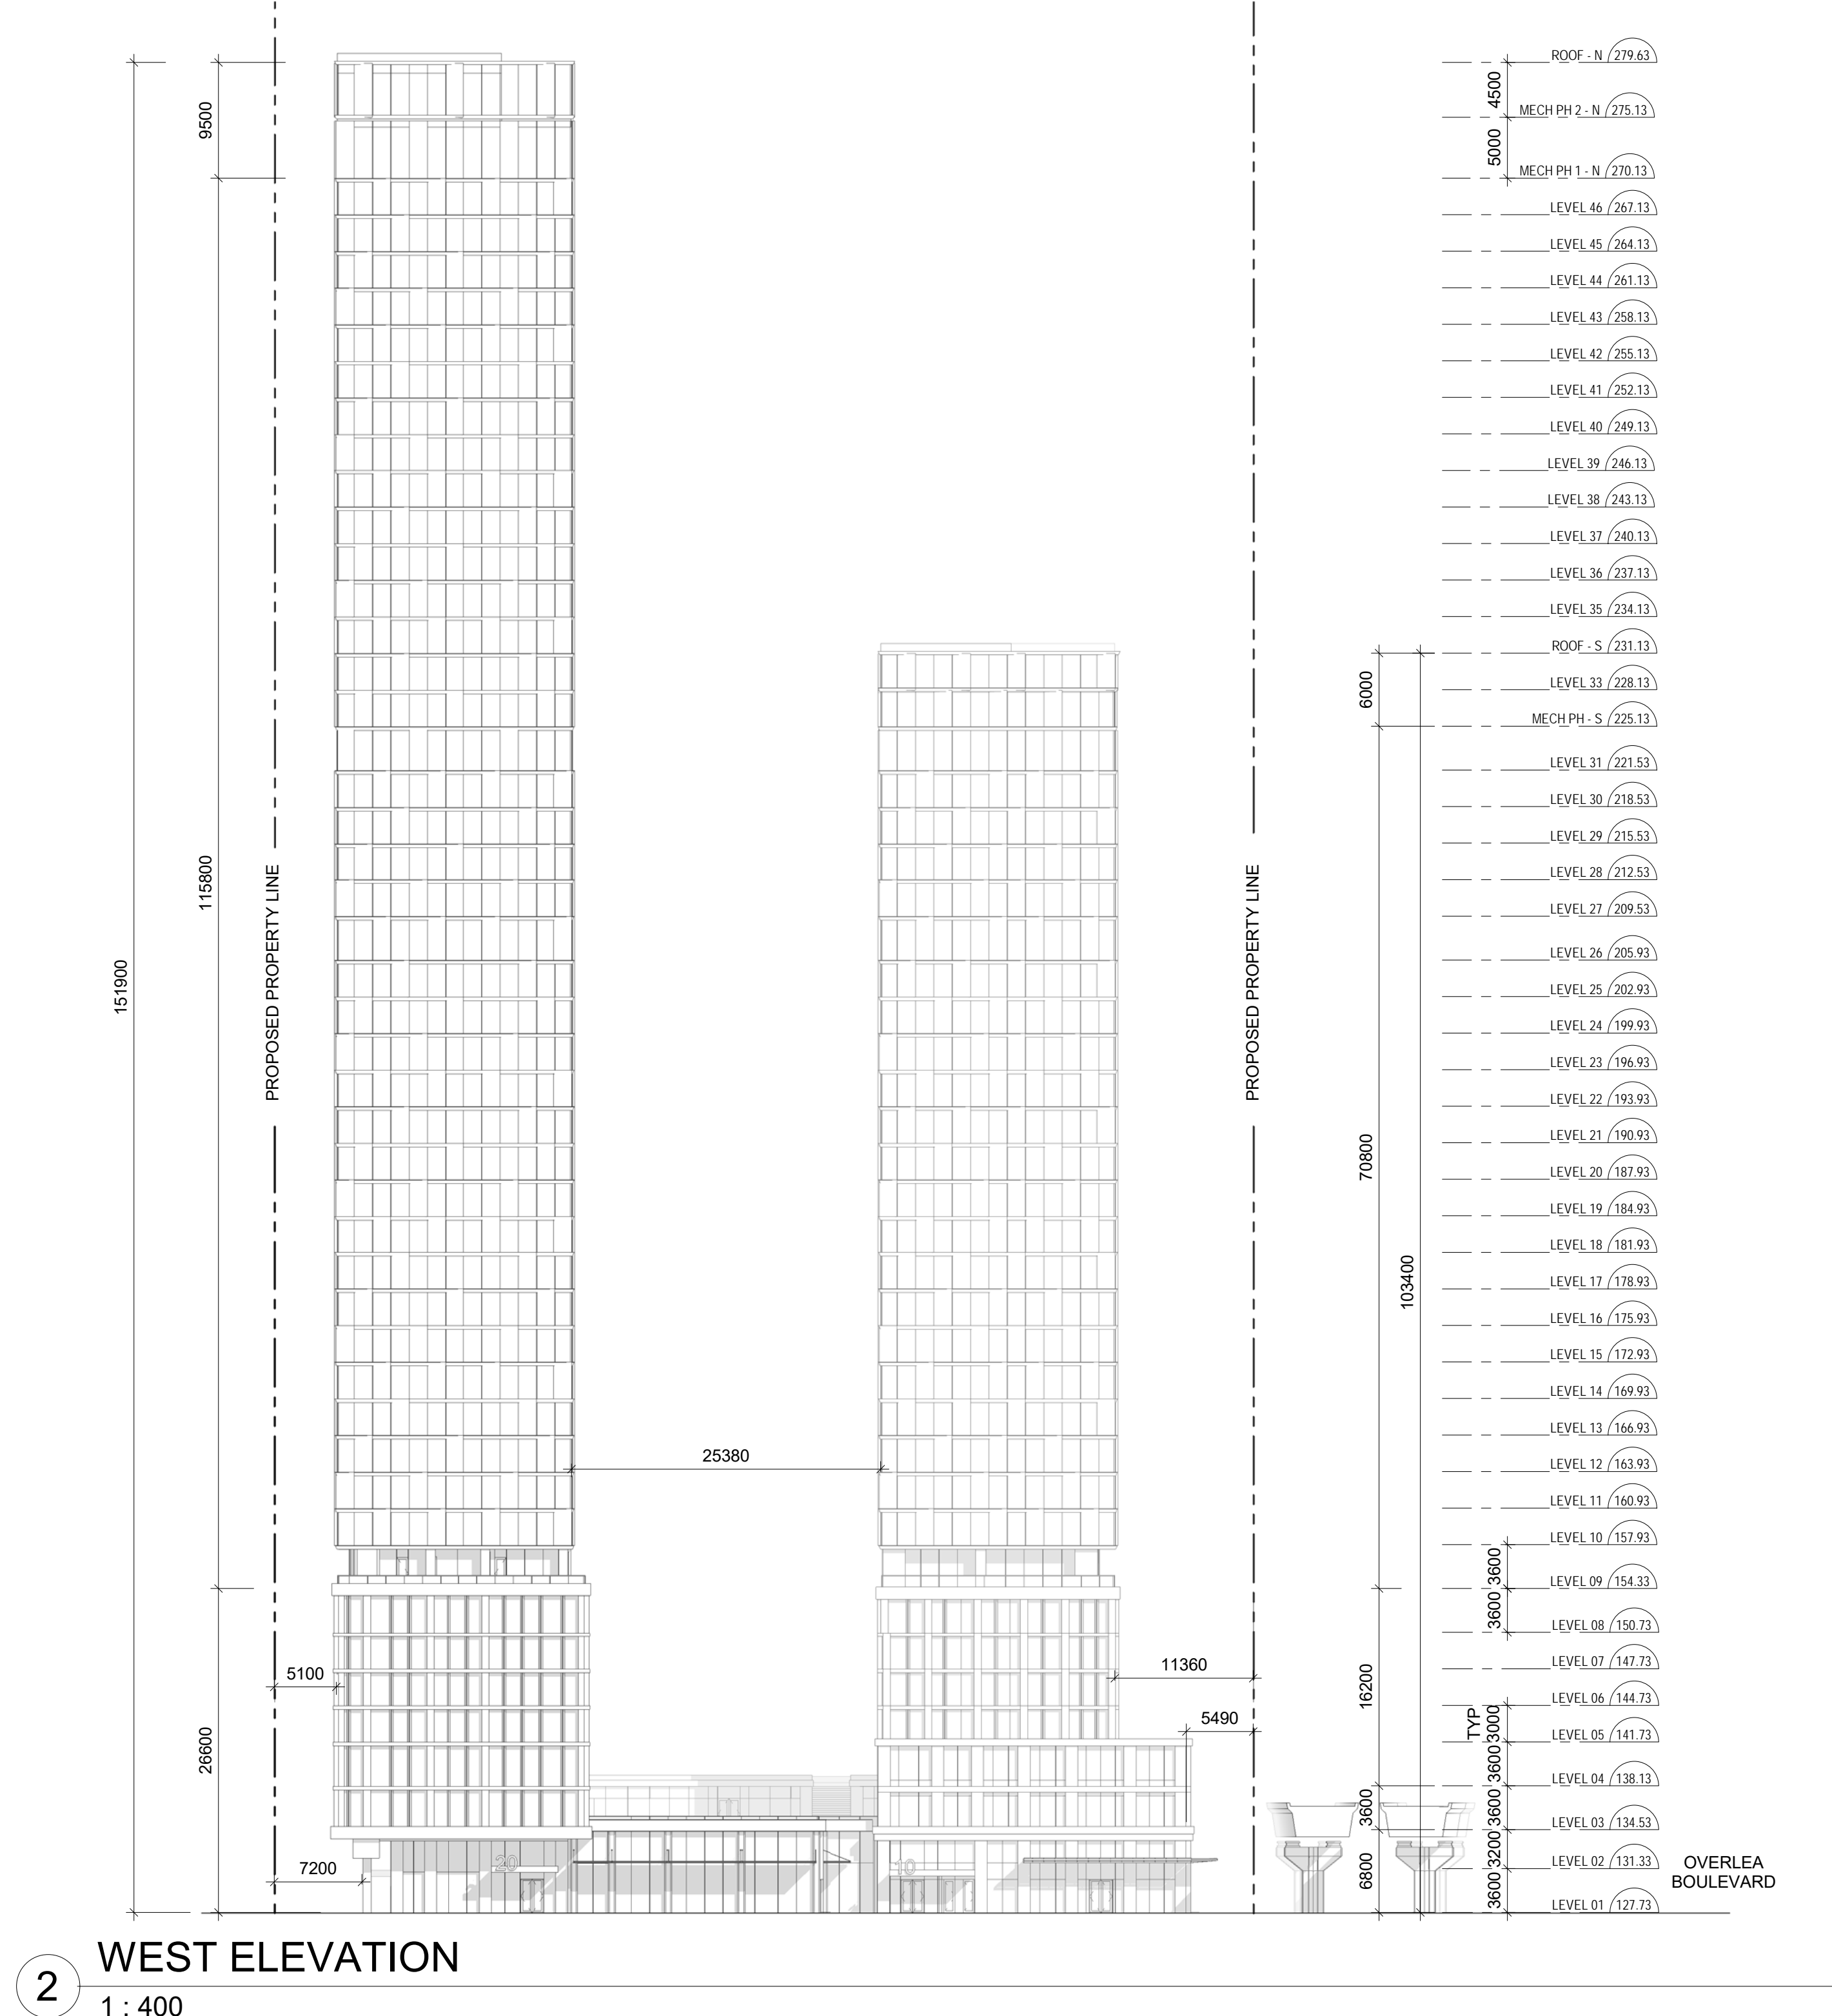 ROOF - N 279.63
4500
MECH PH 2 - N 275.13
9500
5000
MECH PH 1 - N 270.13
LEVEL 46 267.13
LEVEL 45 264.13
LEVEL 44 261.13
LEVEL 43 258.13
LEVEL 42 255.13
LEVEL 41 252.13
LEVEL 40 249.13
LEVEL 39 246.13
LEVEL 38 243.13
LEVEL 37 240.13
LEVEL 36 237.13
LEVEL 35 234.13
ROOF - S 231.13
6000
LEVEL 33 228.13
MECH PH - S 225.13
LEVEL 31 221.53
LEVEL 30 218.53
LEVEL 29 215.53
LEVEL 28 212.53
115800
LEVEL 27 209.53
LEVEL 26 205.93
151900
PROPOSED PROPERTY LINE
PROPOSED PROPERTY LINE
LEVEL 25 202.93
LEVEL 24 199.93
LEVEL 23 196.93
LEVEL 22 193.93
LEVEL 21 190.93
70800
LEVEL 20 187.93
LEVEL 19 184.93
LEVEL 18 181.93
103400
LEVEL 17 178.93
LEVEL 16 175.93
LEVEL 15 172.93
LEVEL 14 169.93
LEVEL 13 166.93
25380
LEVEL 12 163.93
LEVEL 11 160.93
LEVEL 10 157.93
3600
LEVEL 09 154.33
3600
LEVEL 08 150.73
5100
11360
LEVEL 07 147.73
16200
LEVEL 06 144.73
5490
TYP
3000
LEVEL 05 141.73
26600
3600
LEVEL 04 138.13
3600
3600
LEVEL 03 134.53
20
10
7200
6800
3200
LEVEL 02 131.33
OVERLEA
BOULEVARD
3600
LEVEL 01 127.73
2
WEST ELEVATION
1 : 400